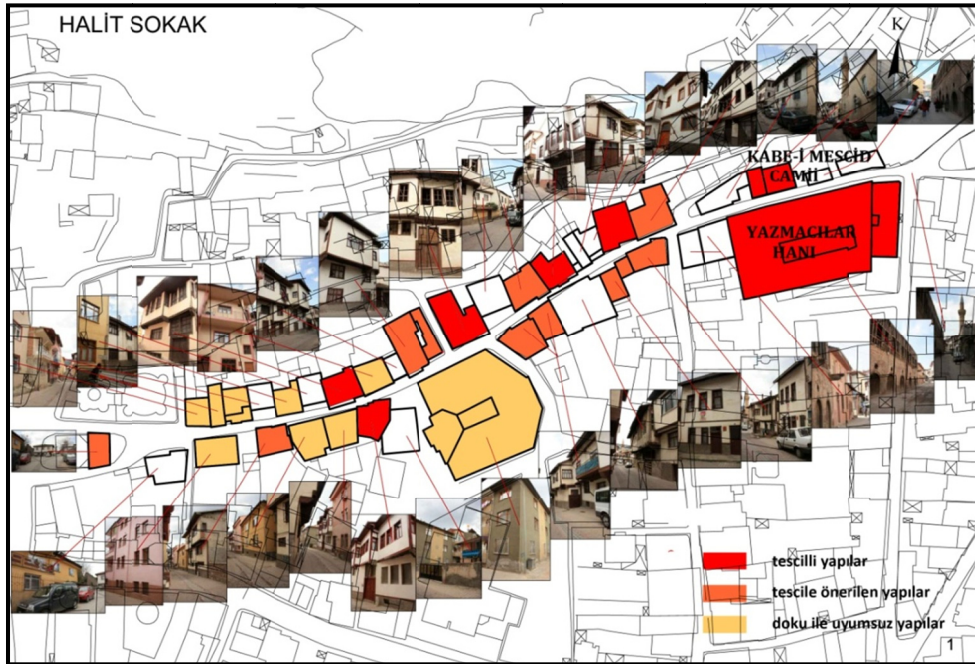 HALİT SOKAK
K
KABE-İ MESCİD
CAMİİ
YAZMACILAR
HANI
tescilli yapılar
tescile önerilen yapılar
doku ile uyumsuz yapılar
1